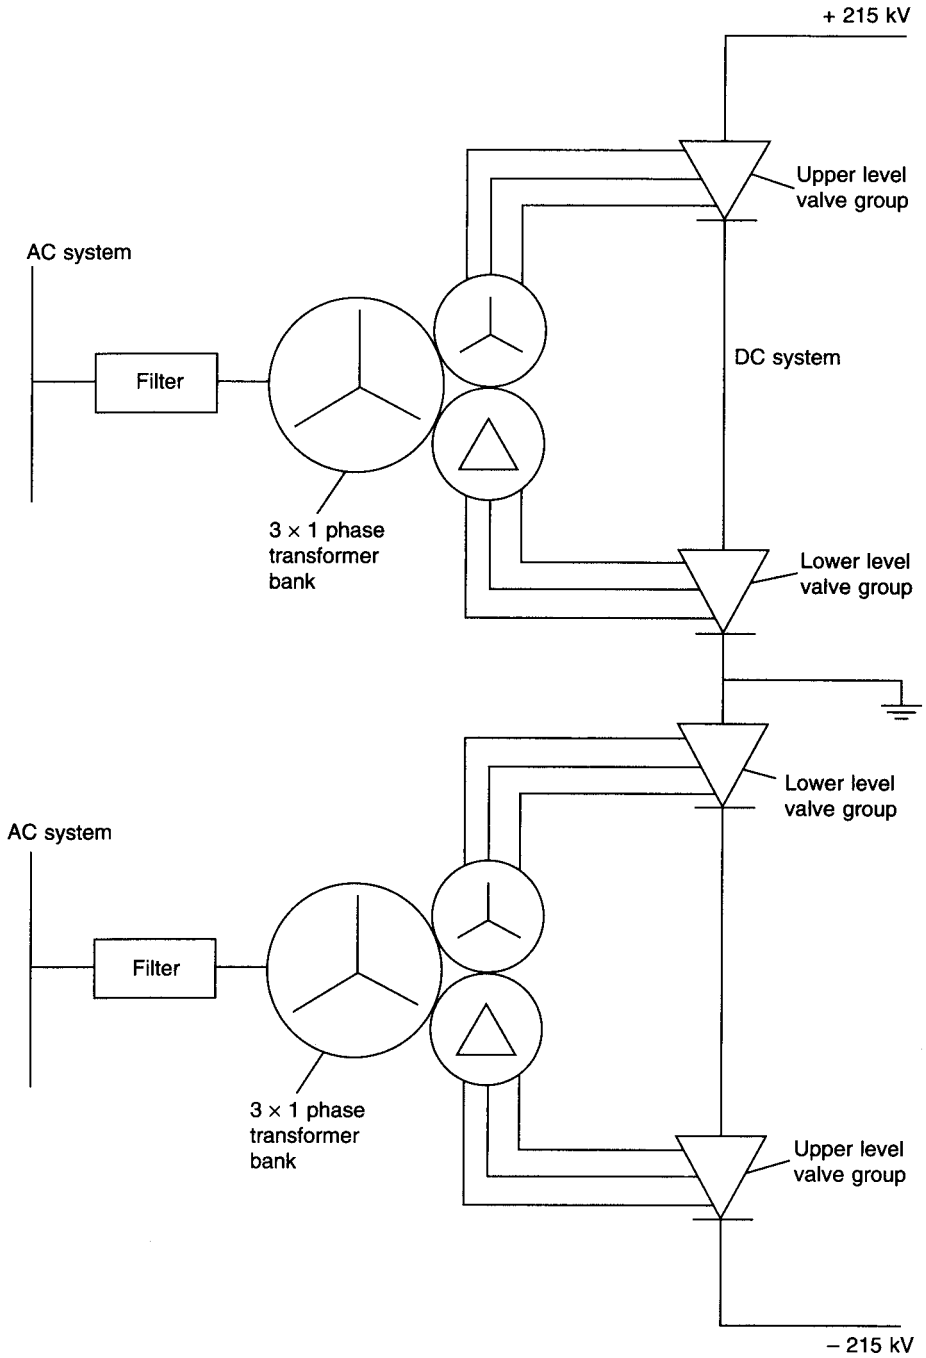 + 215 kV
Upper level
valve group
AC system
DC system
Filter
3 × 1 phase
transformer
bank
Lower level
valve group
Lower level
valve group
AC system
Filter
3 × 1 phase
transformer
bank
Upper level
valve group
– 215 kV